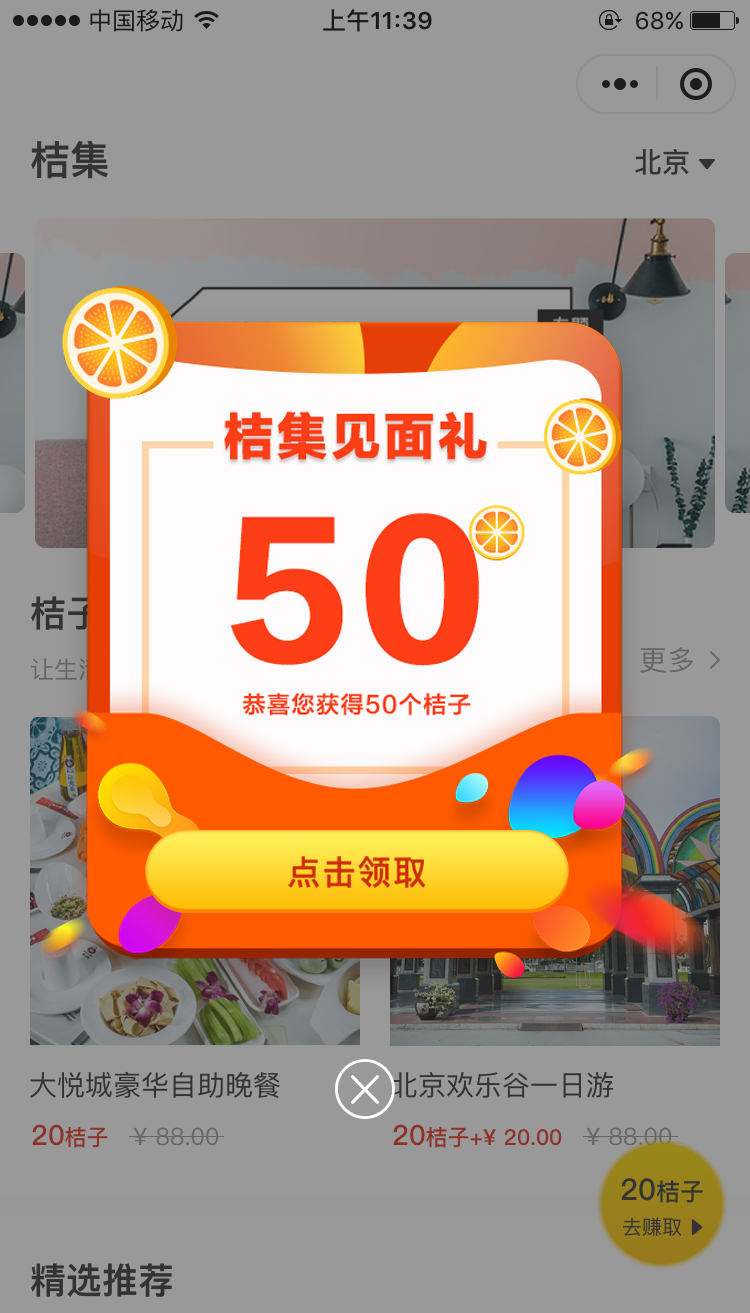 中国移动
上午11:39
68%
桔集
北京
桔集见面礼
50
恭喜您获得50个桔子
桔子
让生活
更多
点击领取
大悦城豪华自助晚餐
北京欢乐谷一日游
20桔子 ¥ 88.00
20桔子+¥ 20.00 ¥ 88.00
20桔子
去赚取
精选推荐